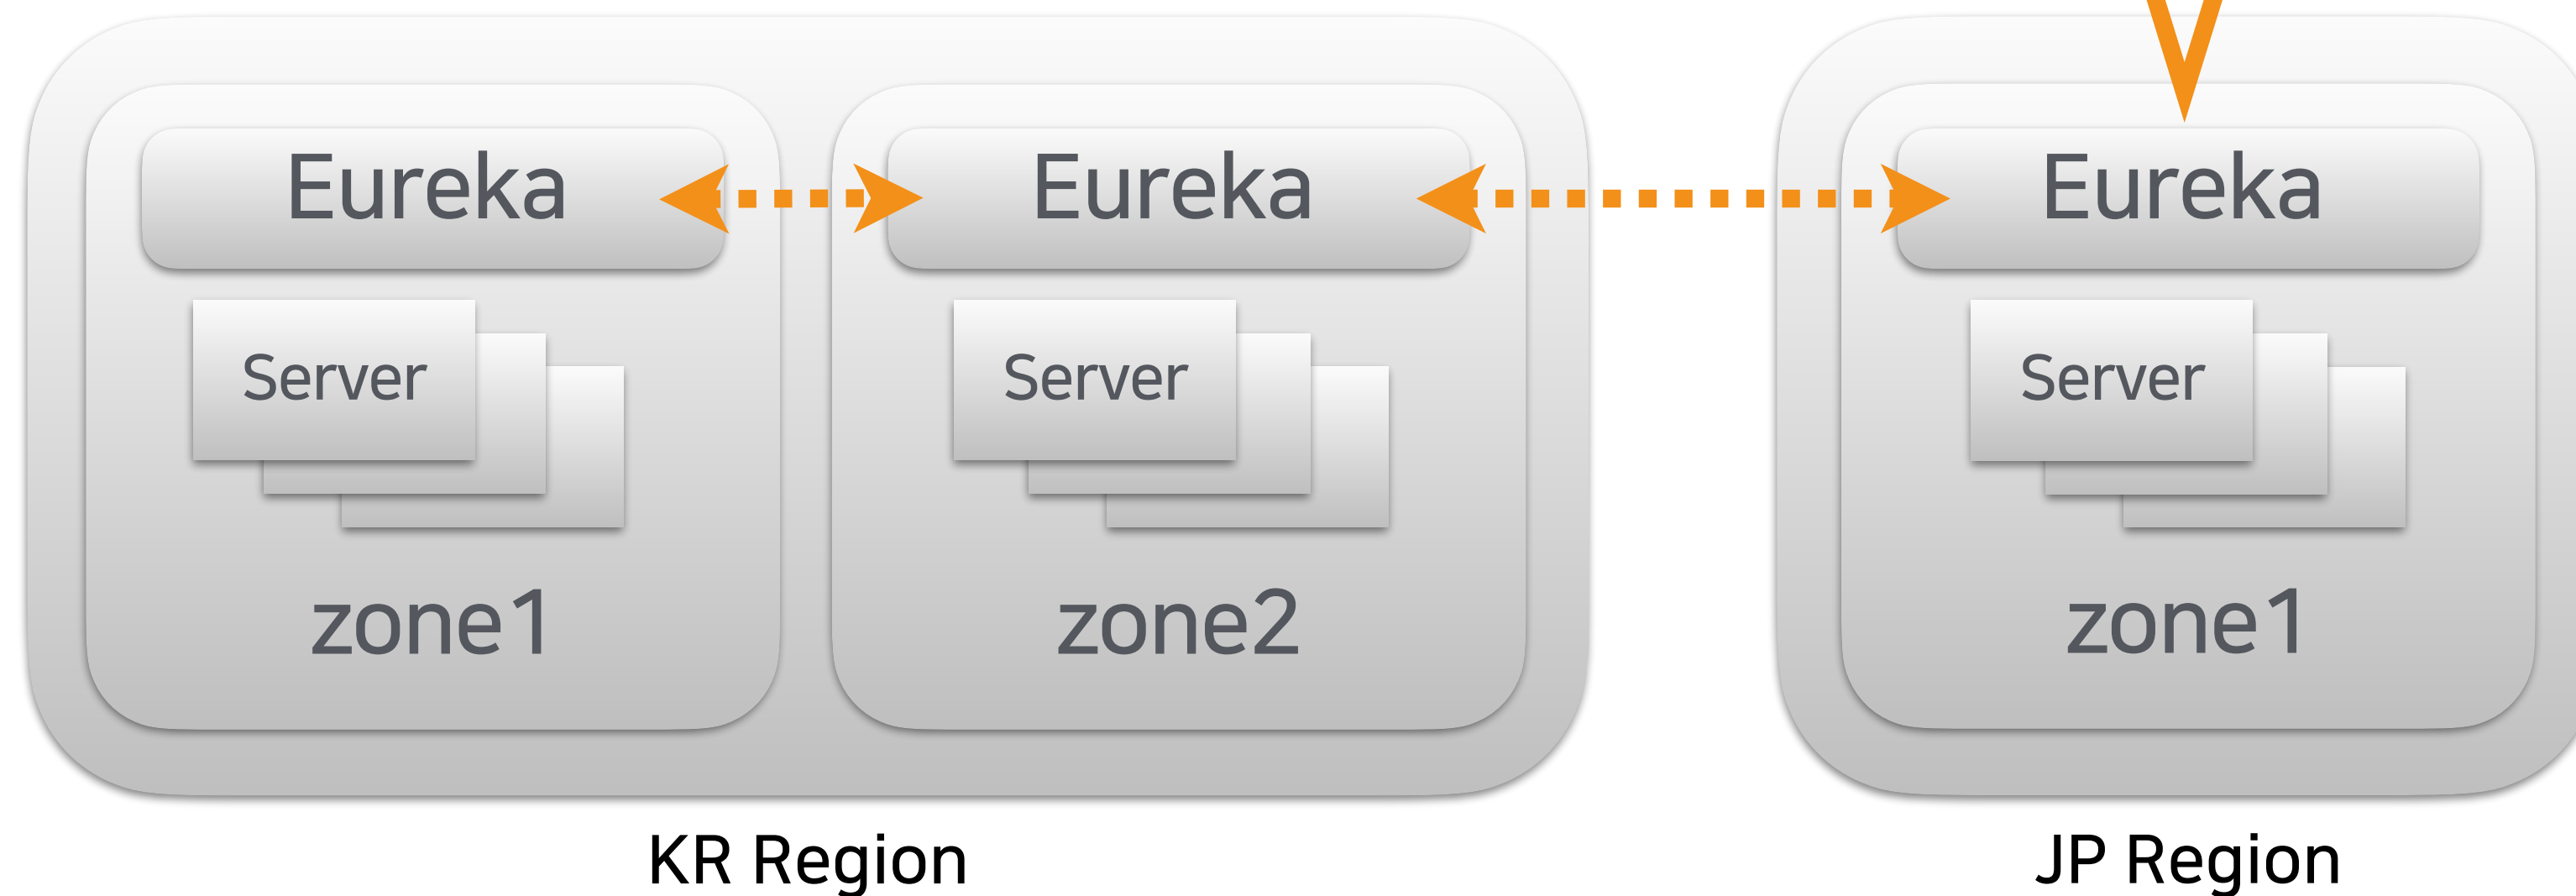 Eureka
Eureka
Eureka
Server
Server
Server
zone1
zone2
zone1
KR Region
JP Region